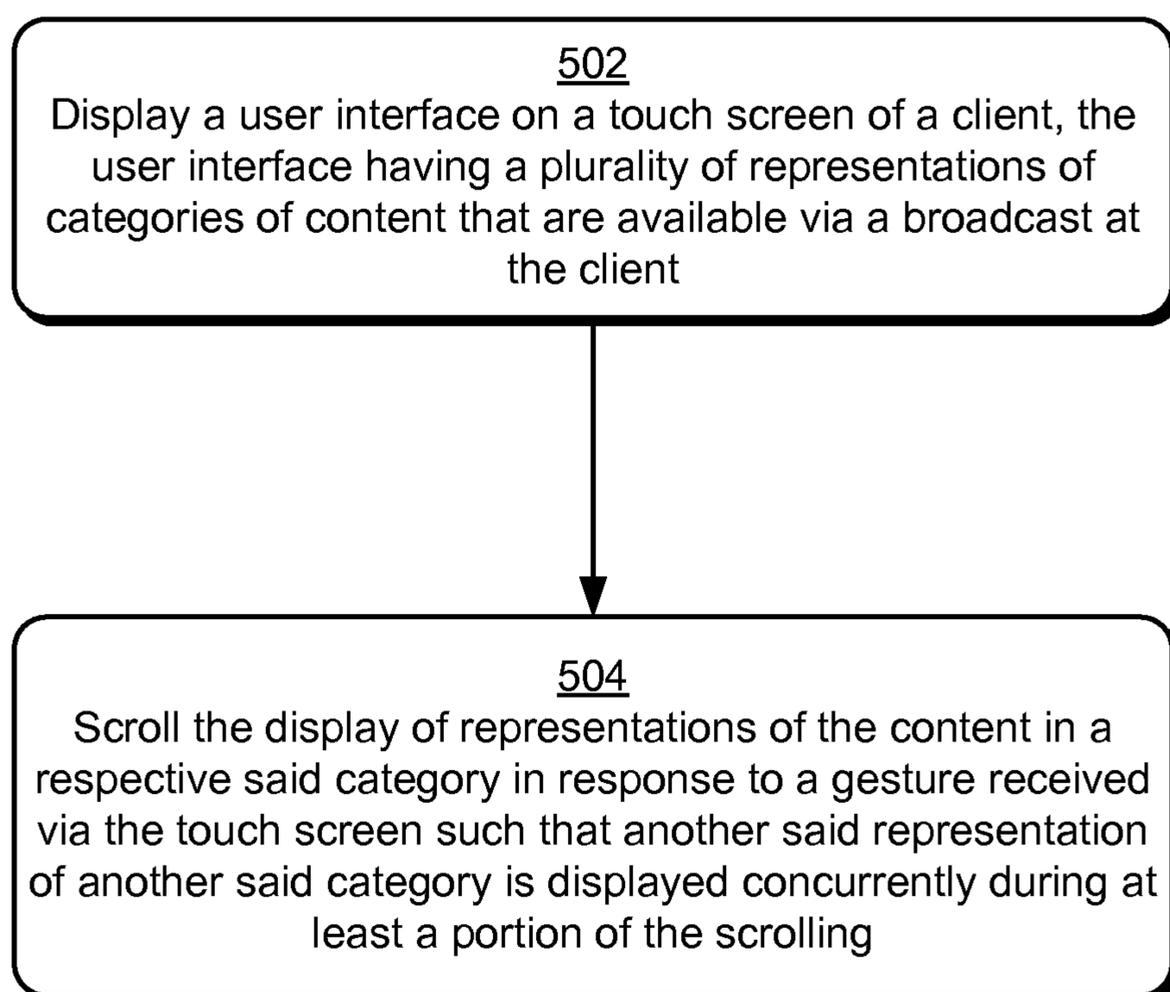 502
Display a user interface on a touch screen of a client, the
user interface having a plurality of representations of
categories of content that are available via a broadcast at
the client
504
Scroll the display of representations of the content in a
respective said category in response to a gesture received
via the touch screen such that another said representation
of another said category is displayed concurrently during at
least a portion of the scrolling